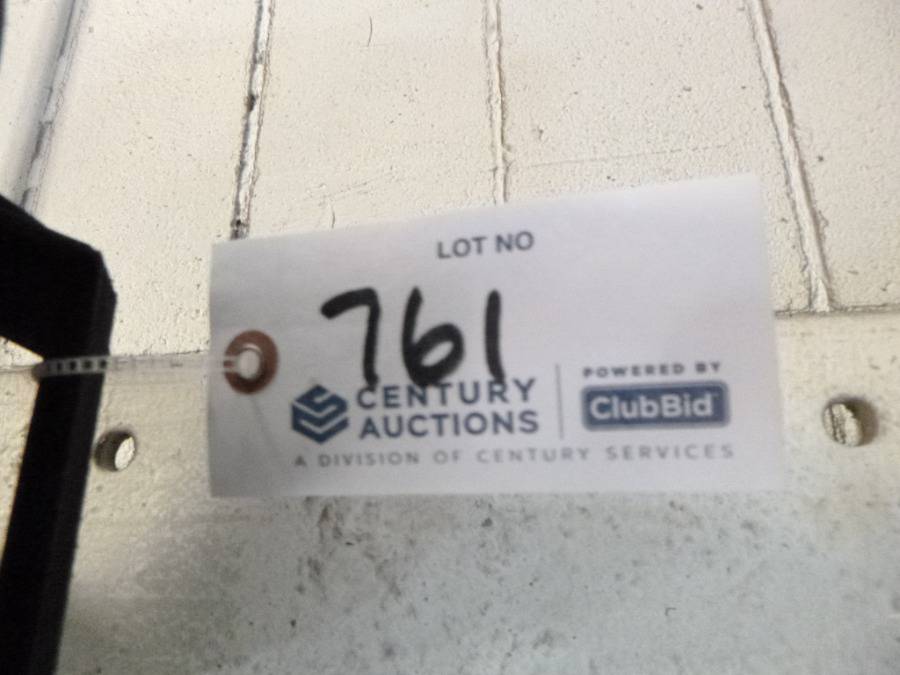 LOT NO
761
CENTURY
AUCTIONS
POWERED BY
ClubBid
A DIVISION OF CENTURY SERVICES